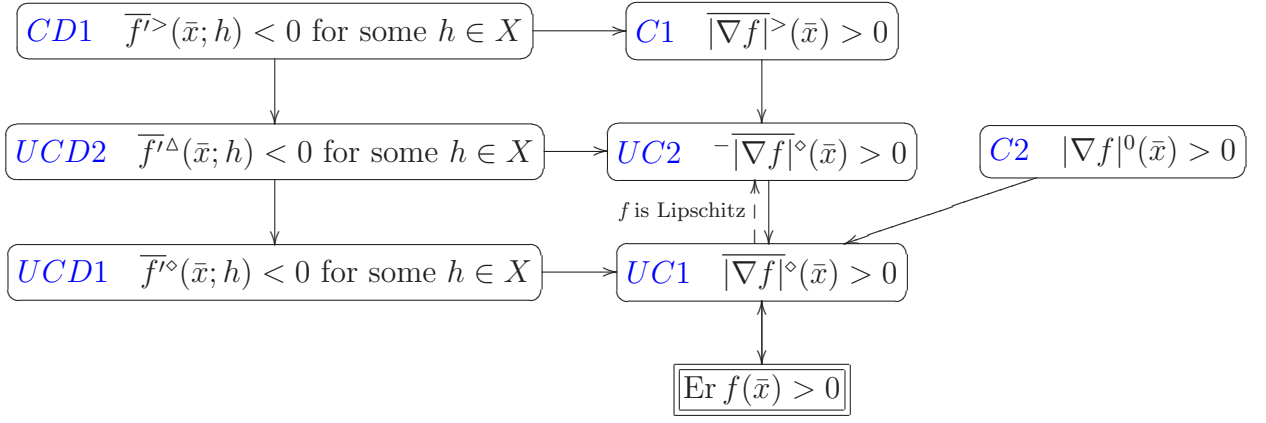 CD1 $\overline{f'}^{>}(\bar{x}; h) < 0$ for some $h \in X$
C1 $\overline{|\nabla f|}^{>}(\bar{x}) > 0$
UCD2 $\overline{f'}^{\vartriangle}(\bar{x}; h) < 0$ for some $h \in X$
UC2 ${}^{-}\overline{|\nabla f|}^{\diamond}(\bar{x}) > 0$
C2 $|\nabla f|^{0}(\bar{x}) > 0$
f is Lipschitz
UCD1 $\overline{f'}^{\diamond}(\bar{x}; h) < 0$ for some $h \in X$
UC1 $\overline{|\nabla f|}^{\diamond}(\bar{x}) > 0$
Er $f(\bar{x}) > 0$